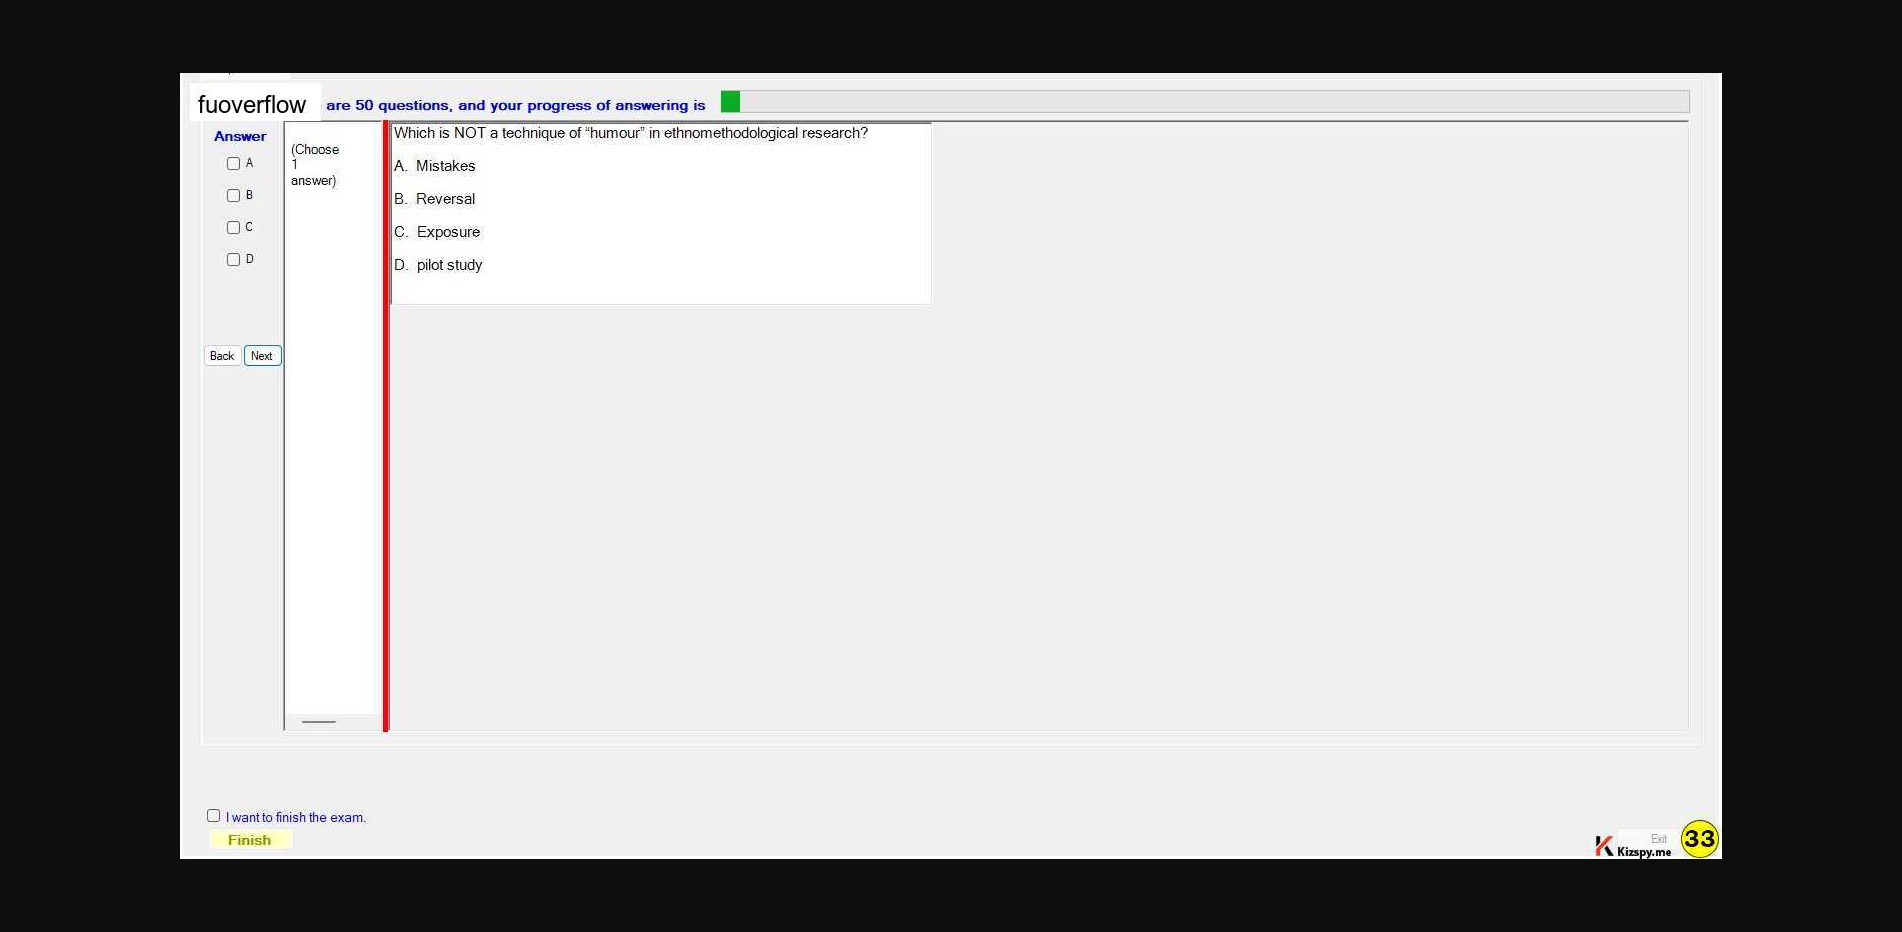 fuoverflow are 50 questions, and your progress of answering is
Answer
A
B
C
D
Back Next
(Choose
1
answer)
Which is NOT a technique of “humour” in ethnomethodological research?
A. Mistakes
B. Reversal
C. Exposure
D. pilot study
I want to finish the exam.
Finish
Exit
Kizspy.me
33